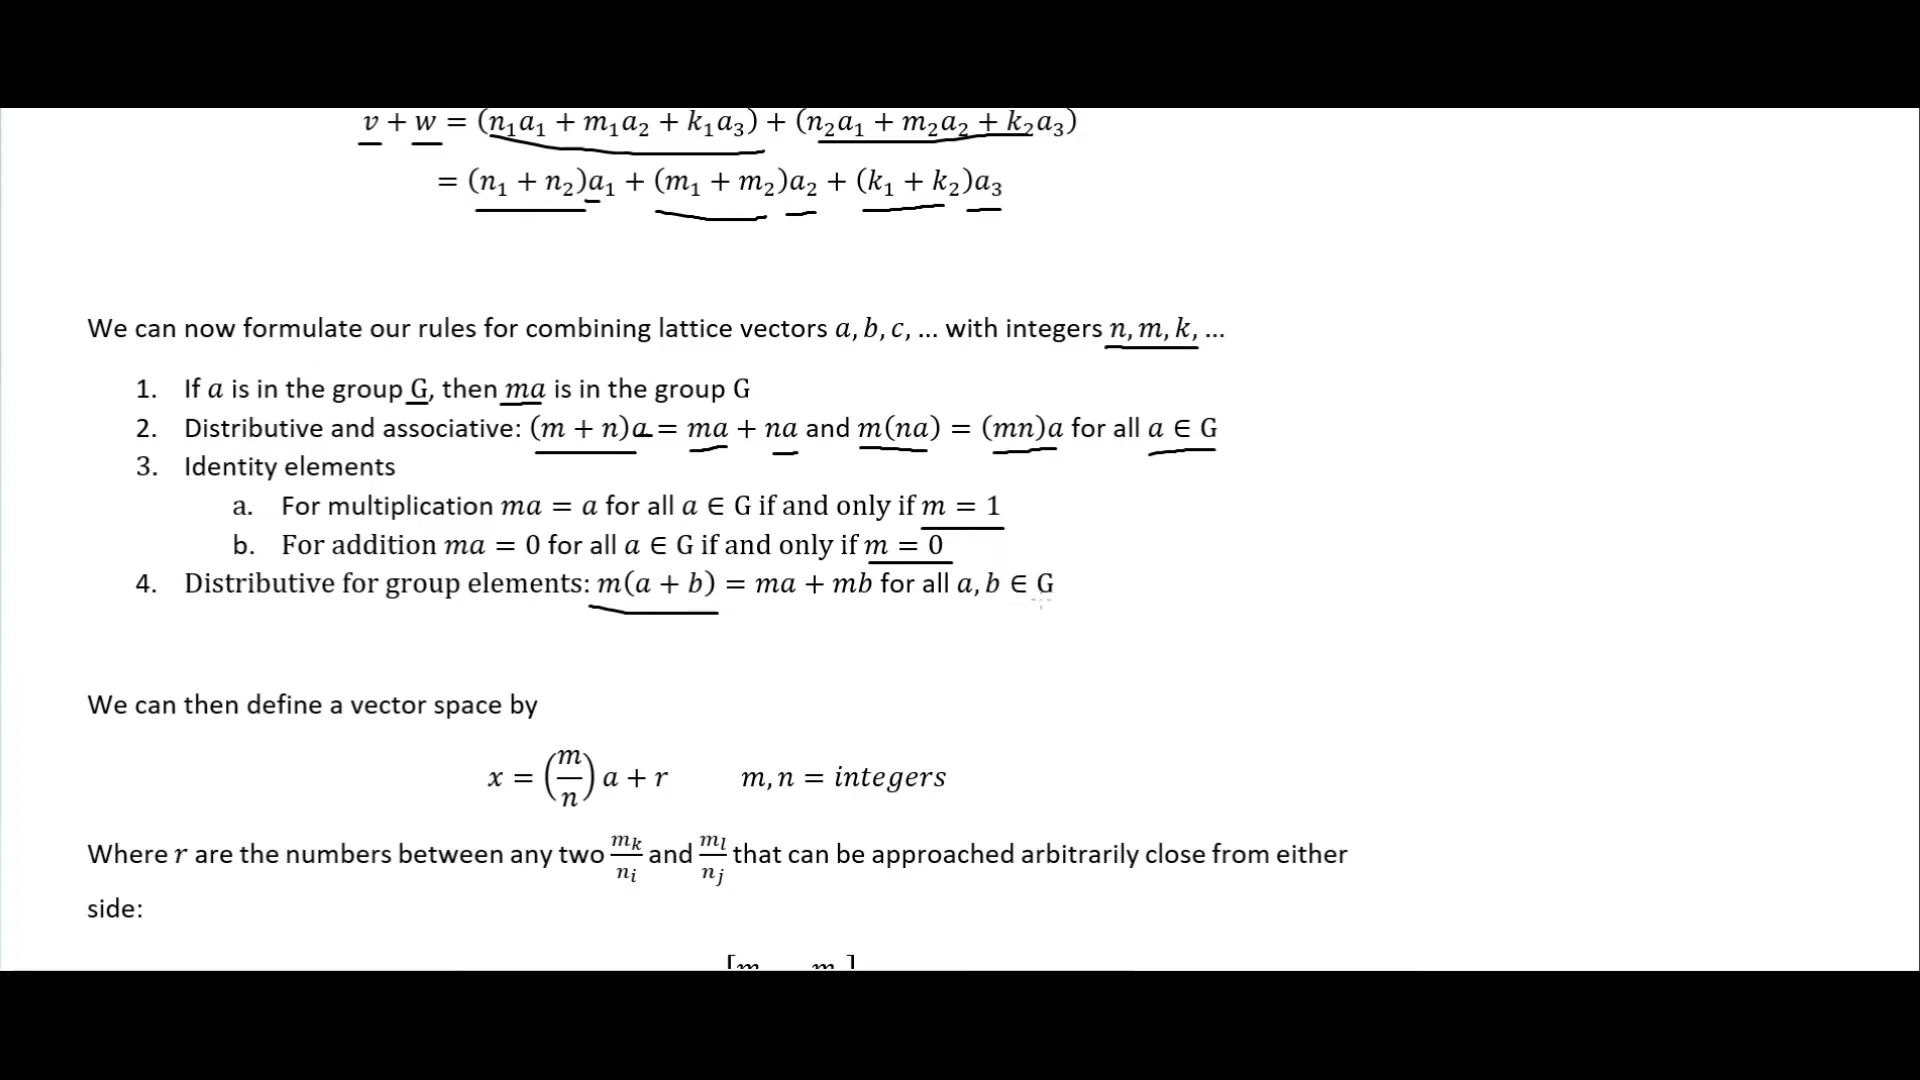 v + w = (n₁a₁ + m₁a₂ + k₁a₃) + (n₂a₁ + m₂a₂ + k₂a₃)
= (n₁ + n₂)a₁ + (m₁ + m₂)a₂ + (k₁ + k₂)a₃
We can now formulate our rules for combining lattice vectors a, b, c, … with integers n, m, k, …
1. If a is in the group G, then ma is in the group G
2. Distributive and associative: (m + n)a = ma + na and m(na) = (mn)a for all a ∈ G
3. Identity elements
a. For multiplication ma = a for all a ∈ G if and only if m = 1
b. For addition ma = 0 for all a ∈ G if and only if m = 0
4. Distributive for group elements: m(a + b) = ma + mb for all a, b ∈ G
We can then define a vector space by
x = (m/n) a + r m, n = integers
Where r are the numbers between any two mₖ/nᵢ and mₗ/nⱼ that can be approached arbitrarily close from either
side: